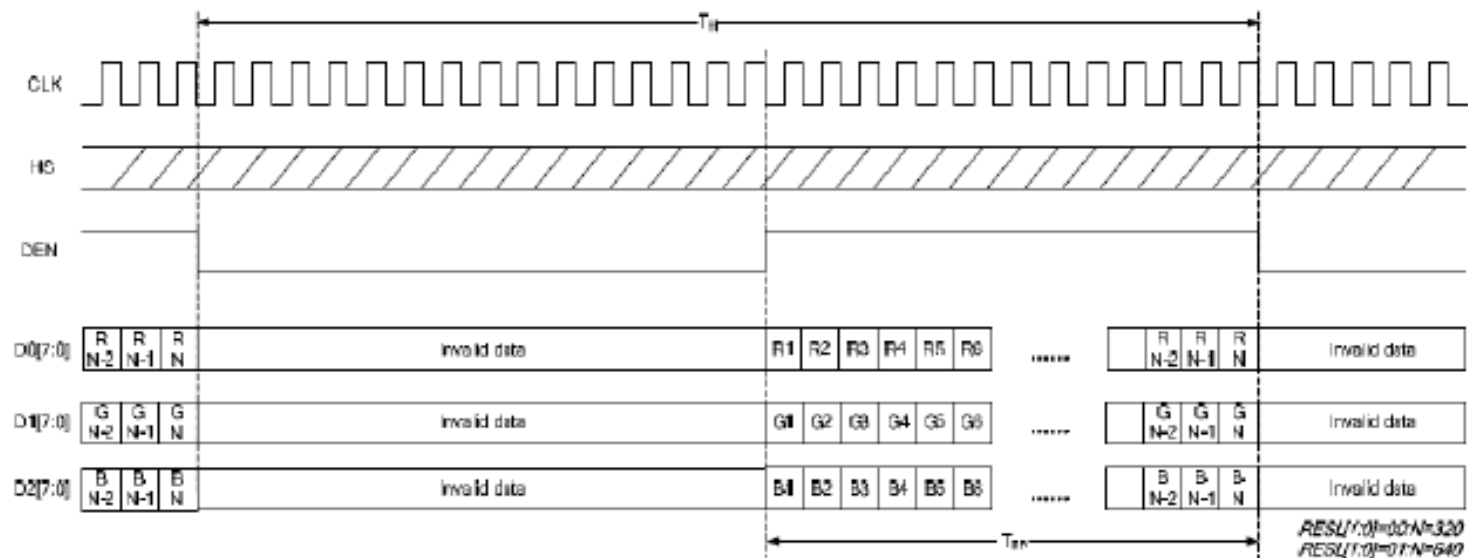 CLK
HS
DEN
D0[7:0] R N-2 R N-1 R N Invalid data R1 R2 R3 R4 R5 R6 ...... R N-2 R N-1 R N Invalid data
D1[7:0] G N-2 G N-1 G N Invalid data G1 G2 G3 G4 G5 G6 ...... G N-2 G N-1 G N Invalid data
D2[7:0] B N-2 B N-1 B N Invalid data B1 B2 B3 B4 B5 B6 ...... B N-2 B N-1 B N Invalid data
RESL[1:0]=00:N=320
RESL[1:0]=01:N=640